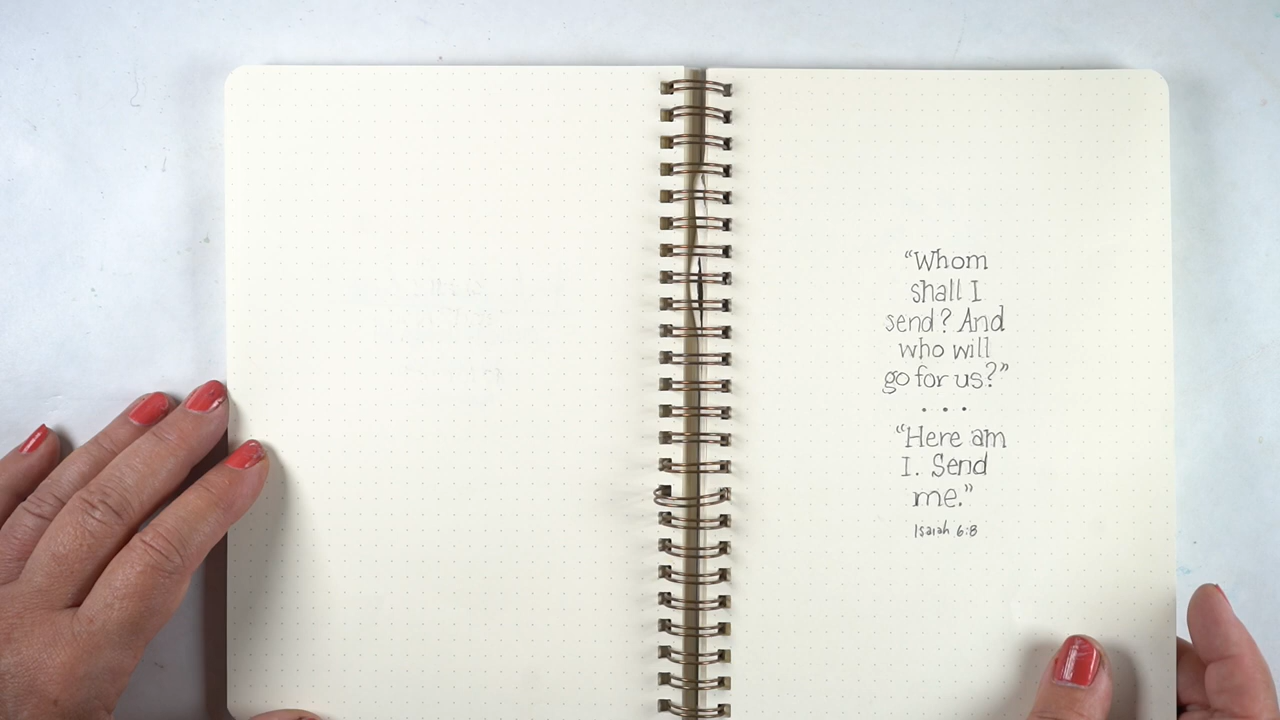 “Whom
shall I
send? And
who will
go for us?”
...
“Here am
I. Send
me.”
Isaiah 6:8